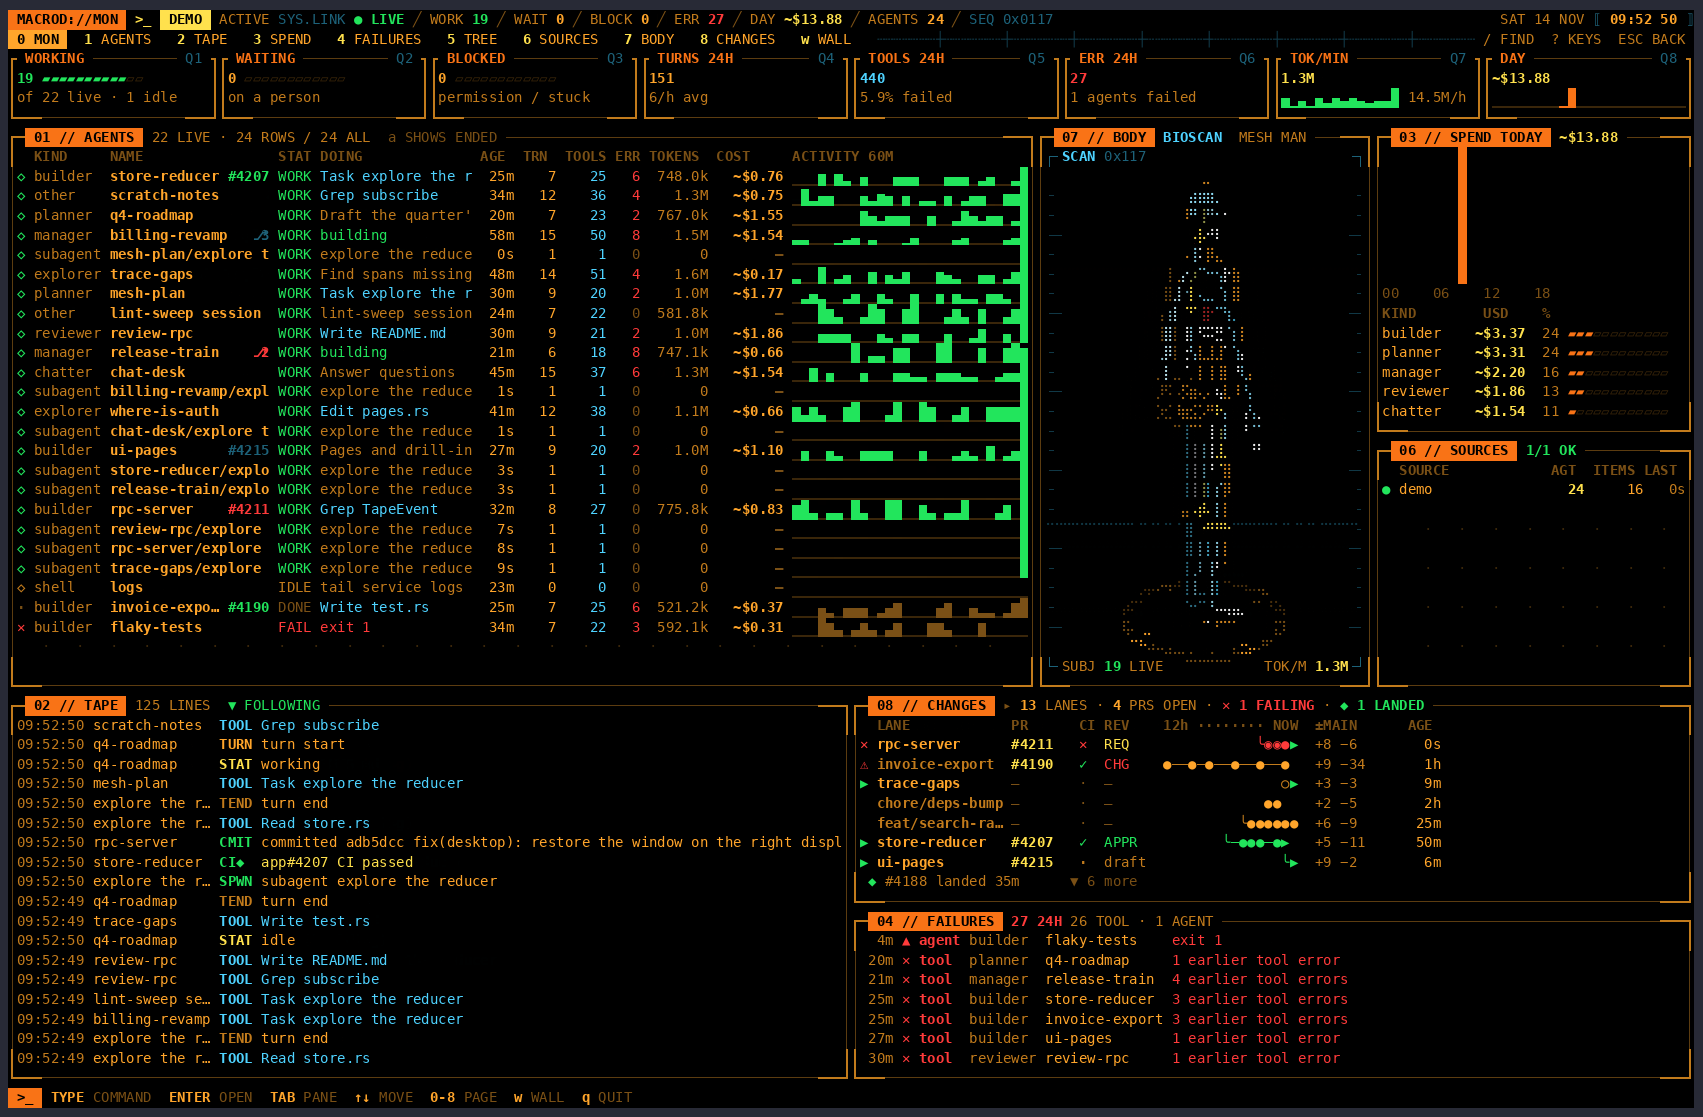 MACROD://MON >_ DEMO ACTIVE SYS.LINK ● LIVE / WORK 19 / WAIT 0 / BLOCK 0 / ERR 27 / DAY ~$13.88 / AGENTS 24 / SEQ 0x0117 SAT 14 NOV 09:52 50
0 MON 1 AGENTS 2 TAPE 3 SPEND 4 FAILURES 5 TREE 6 SOURCES 7 BODY 8 CHANGES w WALL / FIND ? KEYS ESC BACK
WORKING Q1 WAITING Q2 BLOCKED Q3 TURNS 24H Q4 TOOLS 24H Q5 ERR 24H Q6 TOK/MIN Q7 DAY Q8
19 0 0 151 440 27 1.3M ~$13.88
of 22 live · 1 idle on a person permission / stuck 6/h avg 5.9% failed 1 agents failed 14.5M/h
01 // AGENTS 22 LIVE · 24 ROWS / 24 ALL a SHOWS ENDED
KIND NAME STAT DOING AGE TRN TOOLS ERR TOKENS COST ACTIVITY 60M
◇ builder store-reducer #4207 WORK Task explore the r 25m 7 25 6 748.0k ~$0.76
◇ other scratch-notes WORK Grep subscribe 34m 12 36 4 1.3M ~$0.75
◇ planner q4-roadmap WORK Draft the quarter' 20m 7 23 2 767.0k ~$1.55
◇ manager billing-revamp ⎇3 WORK building 58m 15 50 8 1.5M ~$1.54
◇ subagent mesh-plan/explore t WORK explore the reduce 0s 1 1 0 0 —
◇ explorer trace-gaps WORK Find spans missing 48m 14 51 4 1.6M ~$0.17
◇ planner mesh-plan WORK Task explore the r 30m 9 20 2 1.0M ~$1.77
◇ other lint-sweep session WORK lint-sweep session 24m 7 22 0 581.8k —
◇ reviewer review-rpc WORK Write README.md 30m 9 21 2 1.0M ~$1.86
◇ manager release-train ⎇2 WORK building 21m 6 18 8 747.1k ~$0.66
◇ chatter chat-desk WORK Answer questions 45m 15 37 6 1.3M ~$1.54
◇ subagent billing-revamp/expl WORK explore the reduce 1s 1 1 0 0 —
◇ explorer where-is-auth WORK Edit pages.rs 41m 12 38 0 1.1M ~$0.66
◇ subagent chat-desk/explore t WORK explore the reduce 1s 1 1 0 0 —
◇ builder ui-pages #4215 WORK Pages and drill-in 27m 9 20 2 1.0M ~$1.10
◇ subagent store-reducer/explo WORK explore the reduce 3s 1 1 0 0 —
◇ subagent release-train/explo WORK explore the reduce 3s 1 1 0 0 —
◇ builder rpc-server #4211 WORK Grep TapeEvent 32m 8 27 0 775.8k ~$0.83
◇ subagent review-rpc/explore WORK explore the reduce 7s 1 1 0 0 —
◇ subagent rpc-server/explore WORK explore the reduce 8s 1 1 0 0 —
◇ subagent trace-gaps/explore WORK explore the reduce 9s 1 1 0 0 —
◇ shell logs IDLE tail service logs 23m 0 0 0 0 —
· builder invoice-expo… #4190 DONE Write test.rs 25m 7 25 6 521.2k ~$0.37
× builder flaky-tests FAIL exit 1 34m 7 22 3 592.1k ~$0.31
07 // BODY BIOSCAN MESH MAN
SCAN 0x117
SUBJ 19 LIVE TOK/M 1.3M
03 // SPEND TODAY ~$13.88
00 06 12 18
KIND USD %
builder ~$3.37 24
planner ~$3.31 24
manager ~$2.20 16
reviewer ~$1.86 13
chatter ~$1.54 11
06 // SOURCES 1/1 OK
SOURCE AGT ITEMS LAST
● demo 24 16 0s
02 // TAPE 125 LINES ▼ FOLLOWING
09:52:50 scratch-notes TOOL Grep subscribe
09:52:50 q4-roadmap TURN turn start
09:52:50 q4-roadmap STAT working
09:52:50 mesh-plan TOOL Task explore the reducer
09:52:50 explore the r… TEND turn end
09:52:50 explore the r… TOOL Read store.rs
09:52:50 rpc-server CMIT committed adb5dcc fix(desktop): restore the window on the right displ
09:52:50 store-reducer CI◆ app#4207 CI passed
09:52:50 explore the r… SPWN subagent explore the reducer
09:52:49 q4-roadmap TEND turn end
09:52:49 trace-gaps TOOL Write test.rs
09:52:50 q4-roadmap STAT idle
09:52:49 review-rpc TOOL Write README.md
09:52:49 review-rpc TOOL Grep subscribe
09:52:49 lint-sweep se… TOOL Task explore the reducer
09:52:49 billing-revamp TOOL Task explore the reducer
09:52:49 explore the r… TEND turn end
09:52:49 explore the r… TOOL Read store.rs
08 // CHANGES ▸ 13 LANES · 4 PRS OPEN · × 1 FAILING · ◆ 1 LANDED
LANE PR CI REV 12h ········ NOW ±MAIN AGE
× rpc-server #4211 × REQ +8 −6 0s
⚠ invoice-export #4190 ✓ CHG +9 −34 1h
▶ trace-gaps — · — +3 −3 9m
chore/deps-bump — · — +2 −5 2h
feat/search-ra… — · — +6 −9 25m
▶ store-reducer #4207 ✓ APPR +5 −11 50m
▶ ui-pages #4215 · draft +9 −2 6m
◆ #4188 landed 35m ▼ 6 more
04 // FAILURES 27 24H 26 TOOL · 1 AGENT
4m ▲ agent builder flaky-tests exit 1
20m × tool planner q4-roadmap 1 earlier tool error
21m × tool manager release-train 4 earlier tool errors
25m × tool builder store-reducer 3 earlier tool errors
25m × tool builder invoice-export 3 earlier tool errors
27m × tool builder ui-pages 1 earlier tool error
30m × tool reviewer review-rpc 1 earlier tool error
>_ TYPE COMMAND ENTER OPEN TAB PANE ↑↓ MOVE 0-8 PAGE w WALL q QUIT